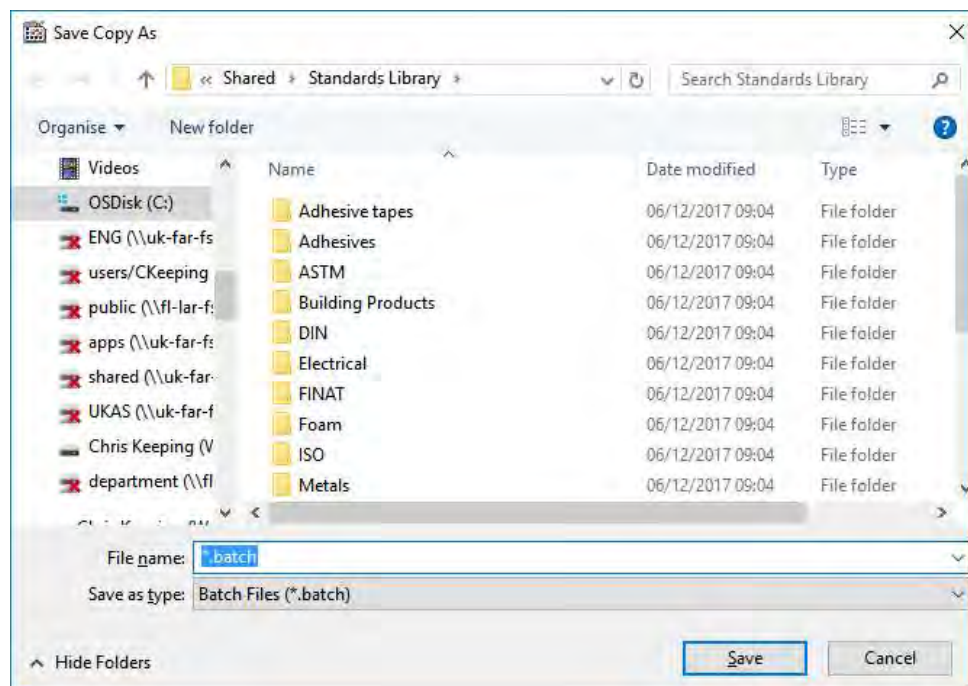 Save Copy As
« Shared › Standards Library ›
Search Standards Library
Organise
New folder
Videos
OSDisk (C:)
ENG (\\uk-far-fs
users/CKeeping
public (\\fl-lar-f
apps (\\uk-far-fs
shared (\\uk-far-
UKAS (\\uk-far-f
Chris Keeping (V
department (\\fl
Name Date modified Type
Adhesive tapes 06/12/2017 09:04 File folder
Adhesives 06/12/2017 09:04 File folder
ASTM 06/12/2017 09:04 File folder
Building Products 06/12/2017 09:04 File folder
DIN 06/12/2017 09:04 File folder
Electrical 06/12/2017 09:04 File folder
FINAT 06/12/2017 09:04 File folder
Foam 06/12/2017 09:04 File folder
ISO 06/12/2017 09:04 File folder
Metals 06/12/2017 09:04 File folder
File name: *.batch
Save as type: Batch Files (*.batch)
Hide Folders
Save
Cancel